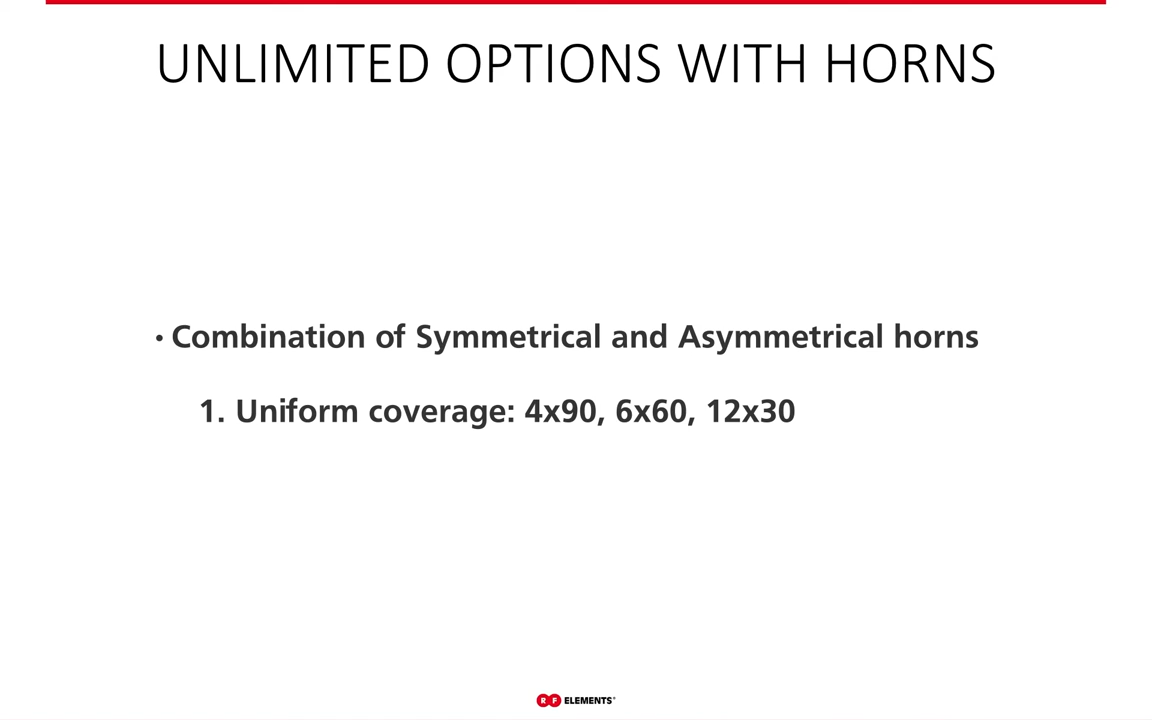 UNLIMITED OPTIONS WITH HORNS
• Combination of Symmetrical and Asymmetrical horns
1. Uniform coverage: 4x90, 6x60, 12x30
RF ELEMENTS®